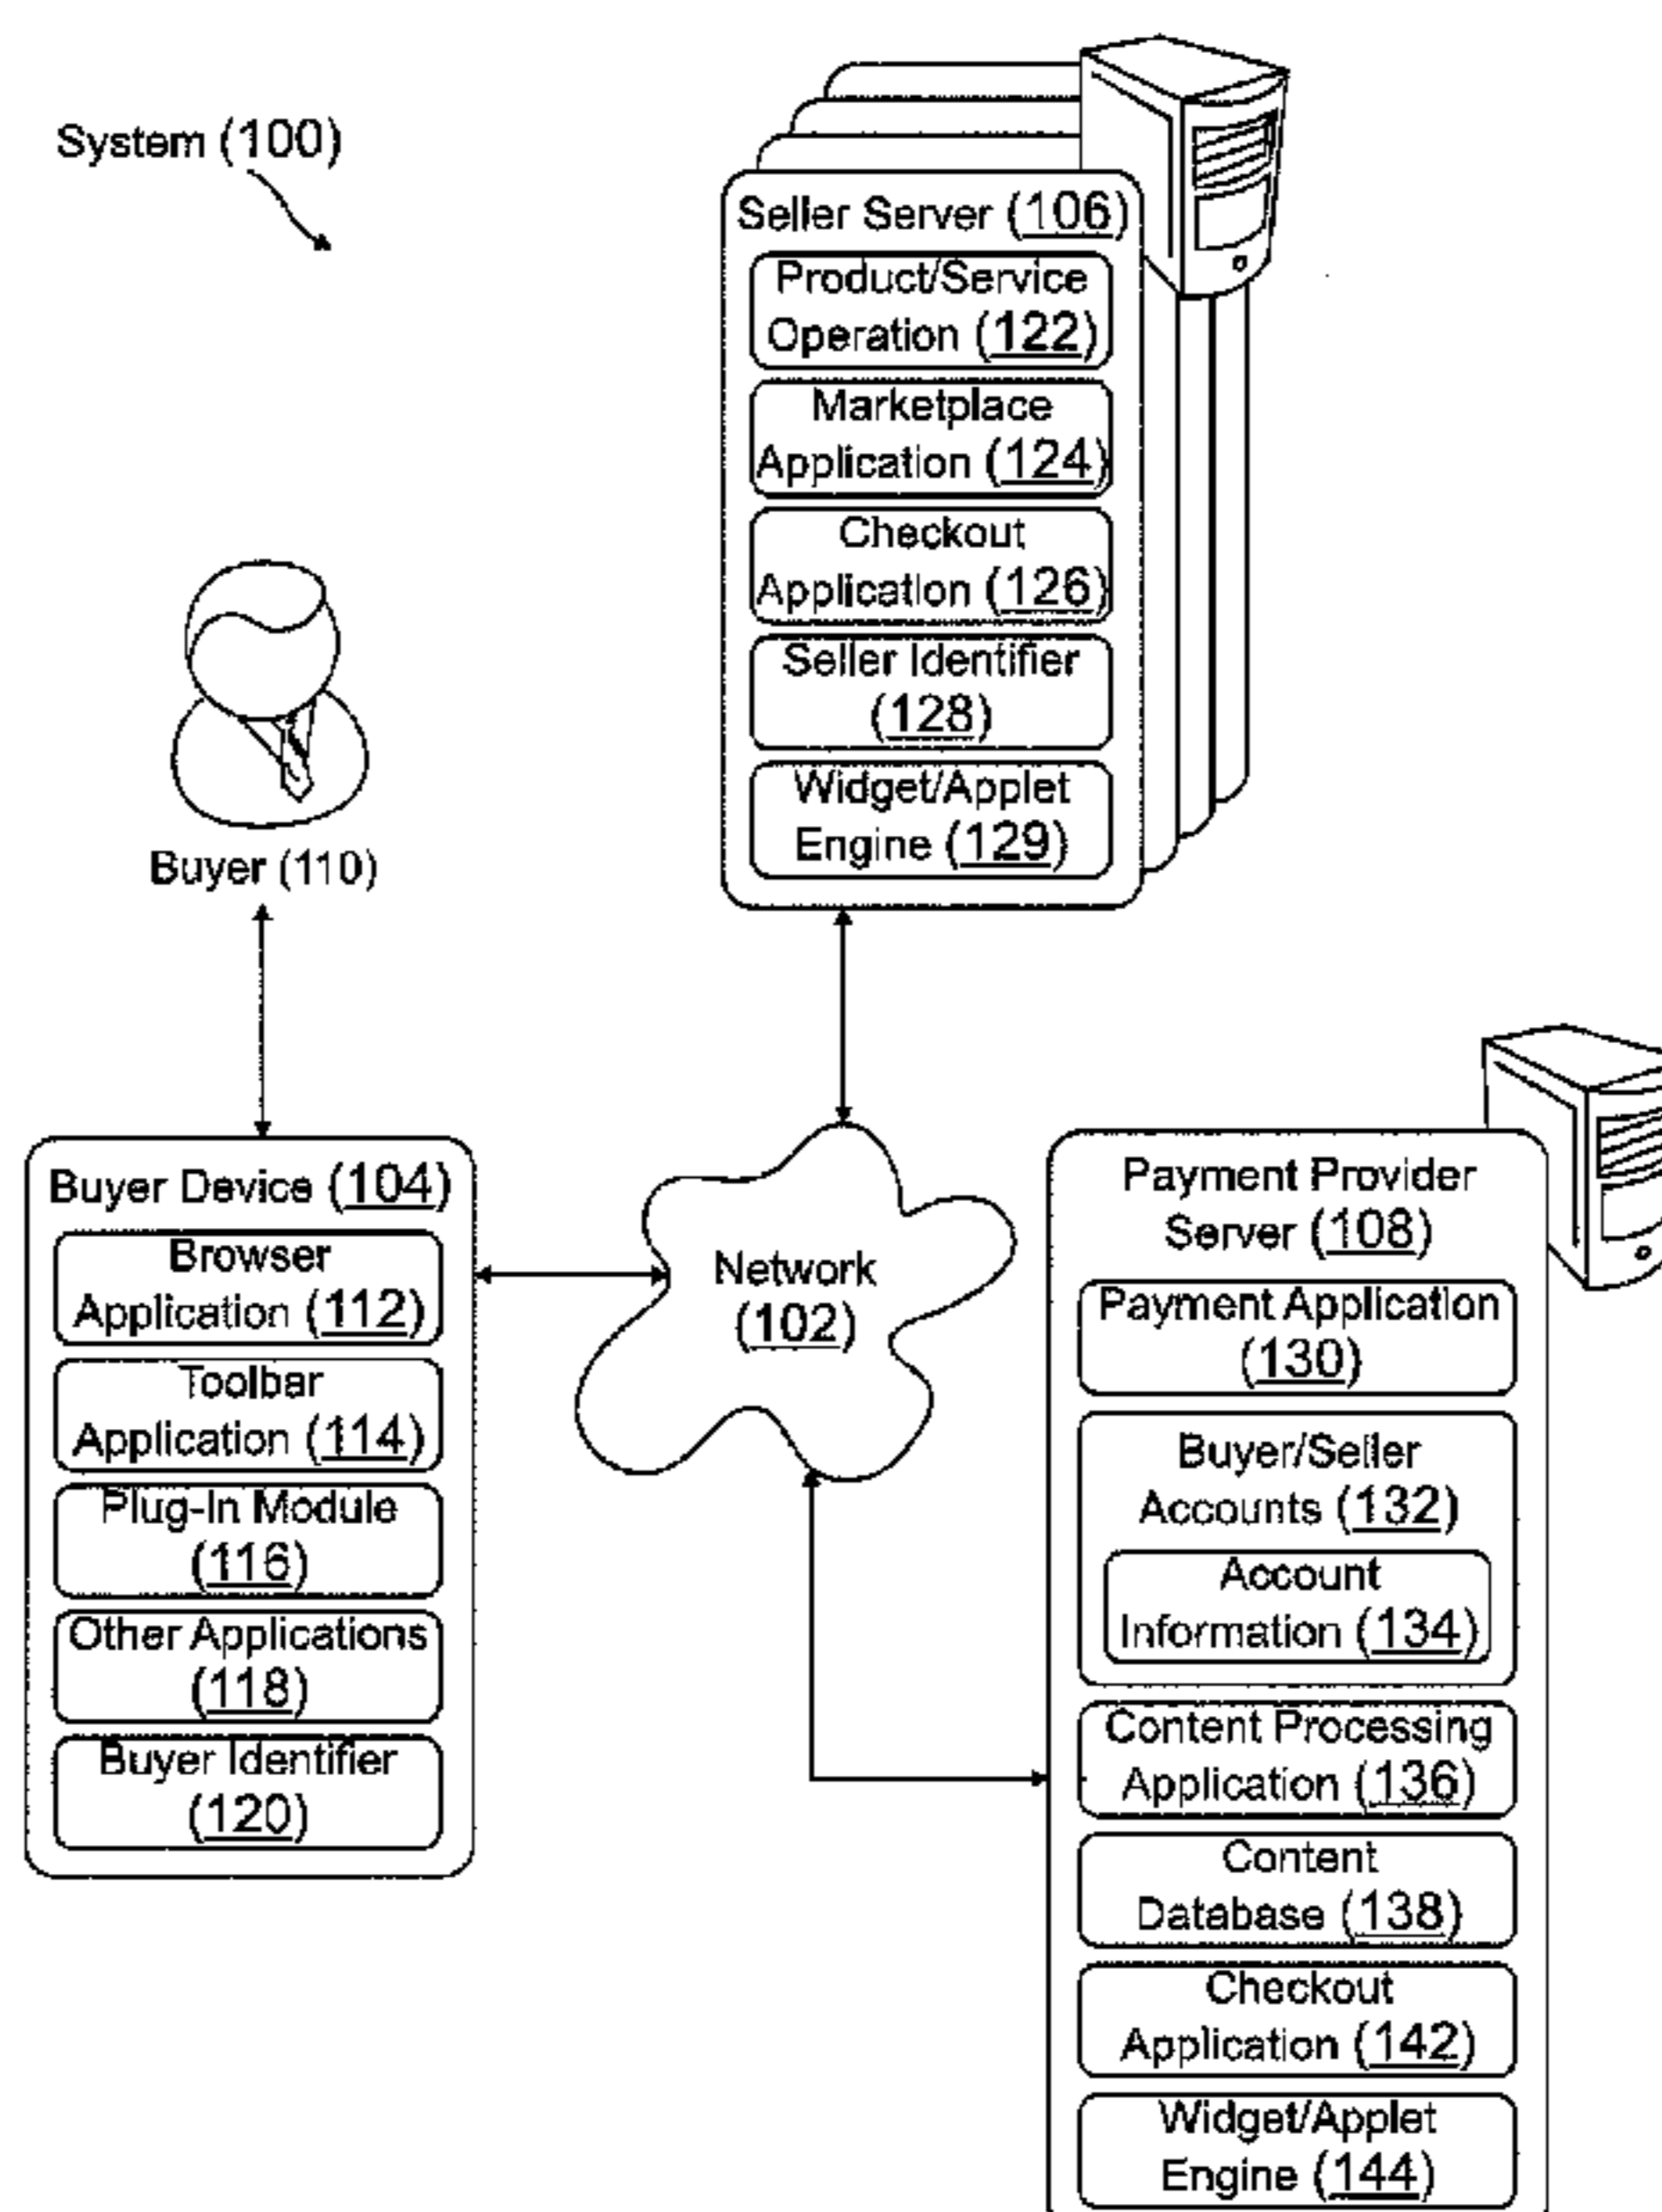 System (100)
Seller Server (106)
Product/Service
Operation (122)
Marketplace
Application (124)
Checkout
Application (126)
Seller Identifier
(128)
Widget/Applet
Engine (129)
Buyer (110)
Buyer Device (104)
Browser
Application (112)
Toolbar
Application (114)
Plug-In Module
(116)
Other Applications
(118)
Buyer Identifier
(120)
Network
(102)
Payment Provider
Server (108)
Payment Application
(130)
Buyer/Seller
Accounts (132)
Account
Information (134)
Content Processing
Application (136)
Content
Database (138)
Checkout
Application (142)
Widget/Applet
Engine (144)